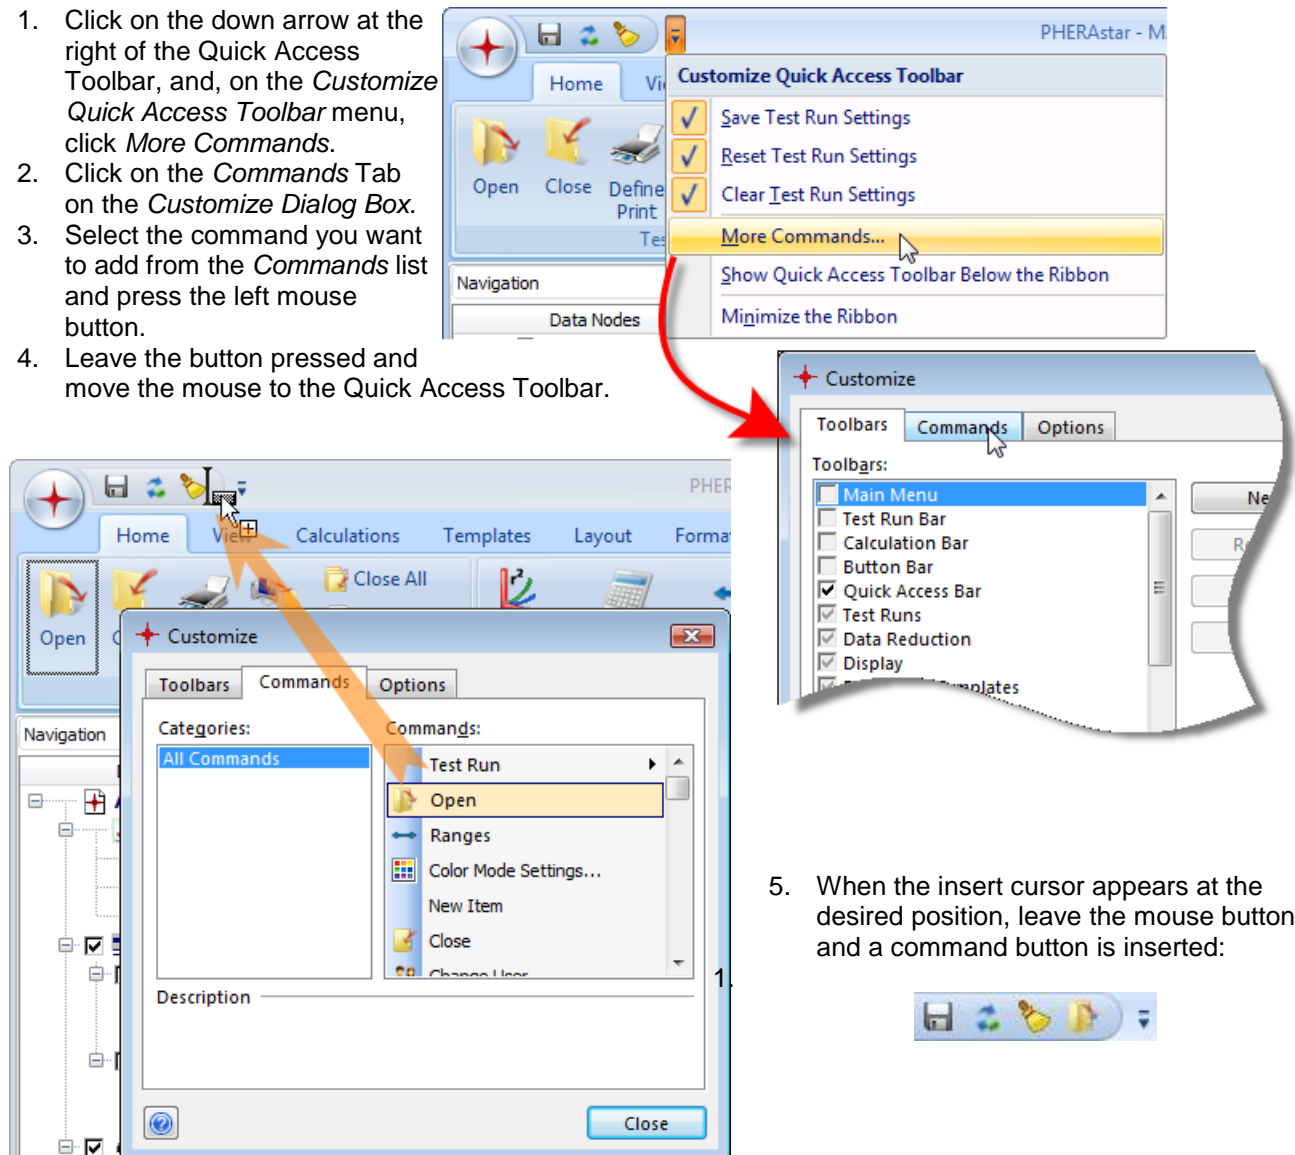 1. Click on the down arrow at the
right of the Quick Access
Toolbar, and, on the Customize
Quick Access Toolbar menu,
click More Commands.
2. Click on the Commands Tab
on the Customize Dialog Box.
3. Select the command you want
to add from the Commands list
and press the left mouse
button.
4. Leave the button pressed and
move the mouse to the Quick Access Toolbar.
PHERAstar - M
Home
Customize Quick Access Toolbar
Save Test Run Settings
Reset Test Run Settings
Clear Test Run Settings
More Commands...
Show Quick Access Toolbar Below the Ribbon
Minimize the Ribbon
Open Close Define
Print
Navigation
Data Nodes
Customize
Toolbars Commands Options
Toolbars:
Main Menu
Test Run Bar
Calculation Bar
Button Bar
Quick Access Bar
Test Runs
Data Reduction
Display
PHER
Home View Calculations Templates Layout Forma
Close All
r²
Open
Navigation
Customize
Toolbars Commands Options
Categories:
All Commands
Commands:
Test Run
Open
Ranges
Color Mode Settings...
New Item
Close
Change User
Description
Close
1.
5. When the insert cursor appears at the
desired position, leave the mouse button
and a command button is inserted: